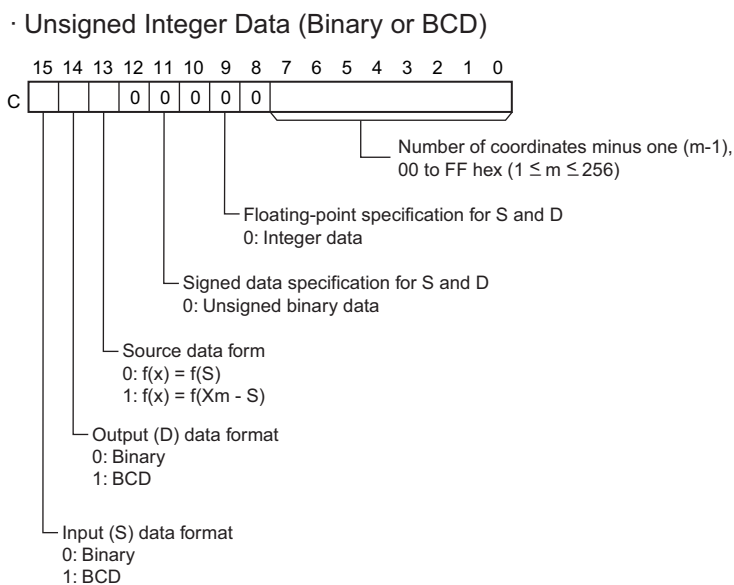 · Unsigned Integer Data (Binary or BCD)
15 14 13 12 11 10 9 8 7 6 5 4 3 2 1 0
C 0 0 0 0 0
Number of coordinates minus one (m-1),
00 to FF hex (1 ≤ m ≤ 256)
Floating-point specification for S and D
0: Integer data
Signed data specification for S and D
0: Unsigned binary data
Source data form
0: f(x) = f(S)
1: f(x) = f(Xm - S)
Output (D) data format
0: Binary
1: BCD
Input (S) data format
0: Binary
1: BCD